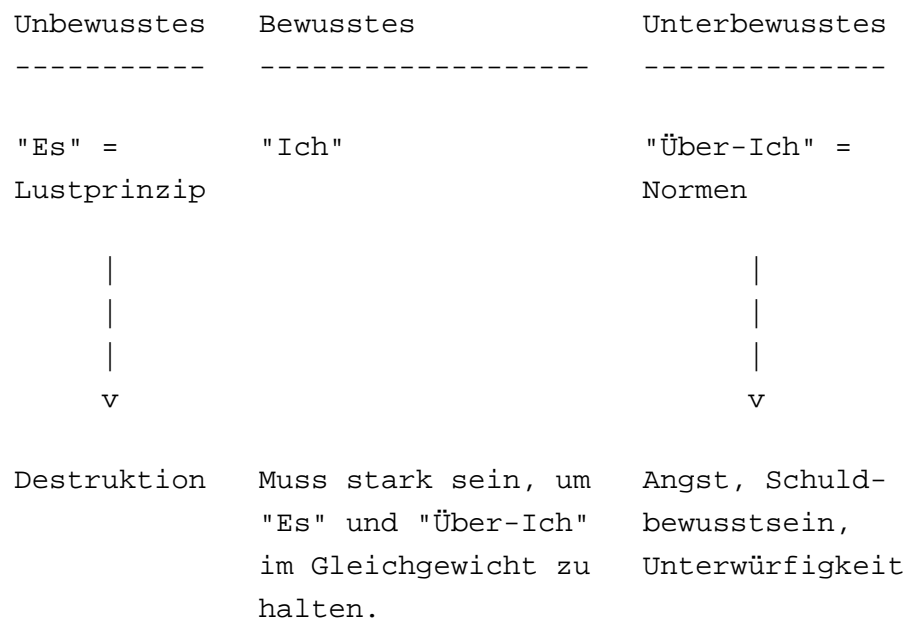 Unbewusstes Bewusstes Unterbewusstes
----------- ------------------- --------------
"Es" = "Ich" "Über-Ich" =
Lustprinzip Normen
| |
| |
| |
v v
Destruktion Muss stark sein, um Angst, Schuld-
"Es" und "Über-Ich" bewusstsein,
im Gleichgewicht zu Unterwürfigkeit
halten.